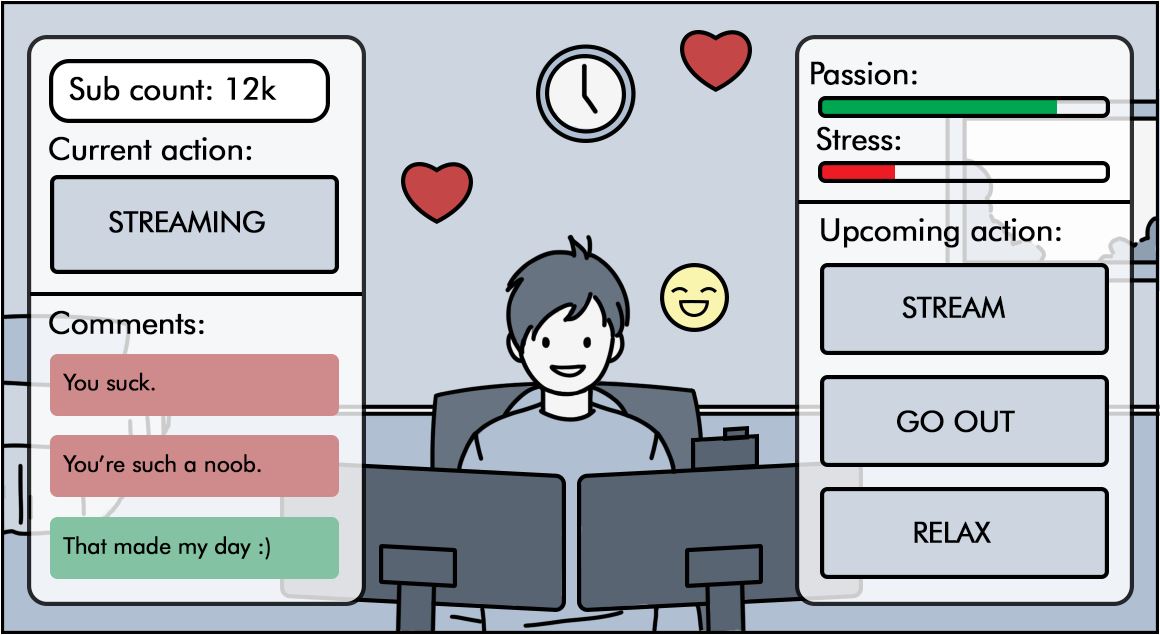 Sub count: 12k
Current action:
STREAMING
Comments:
You suck.
You're such a noob.
That made my day :)
Passion:
Stress:
Upcoming action:
STREAM
GO OUT
RELAX